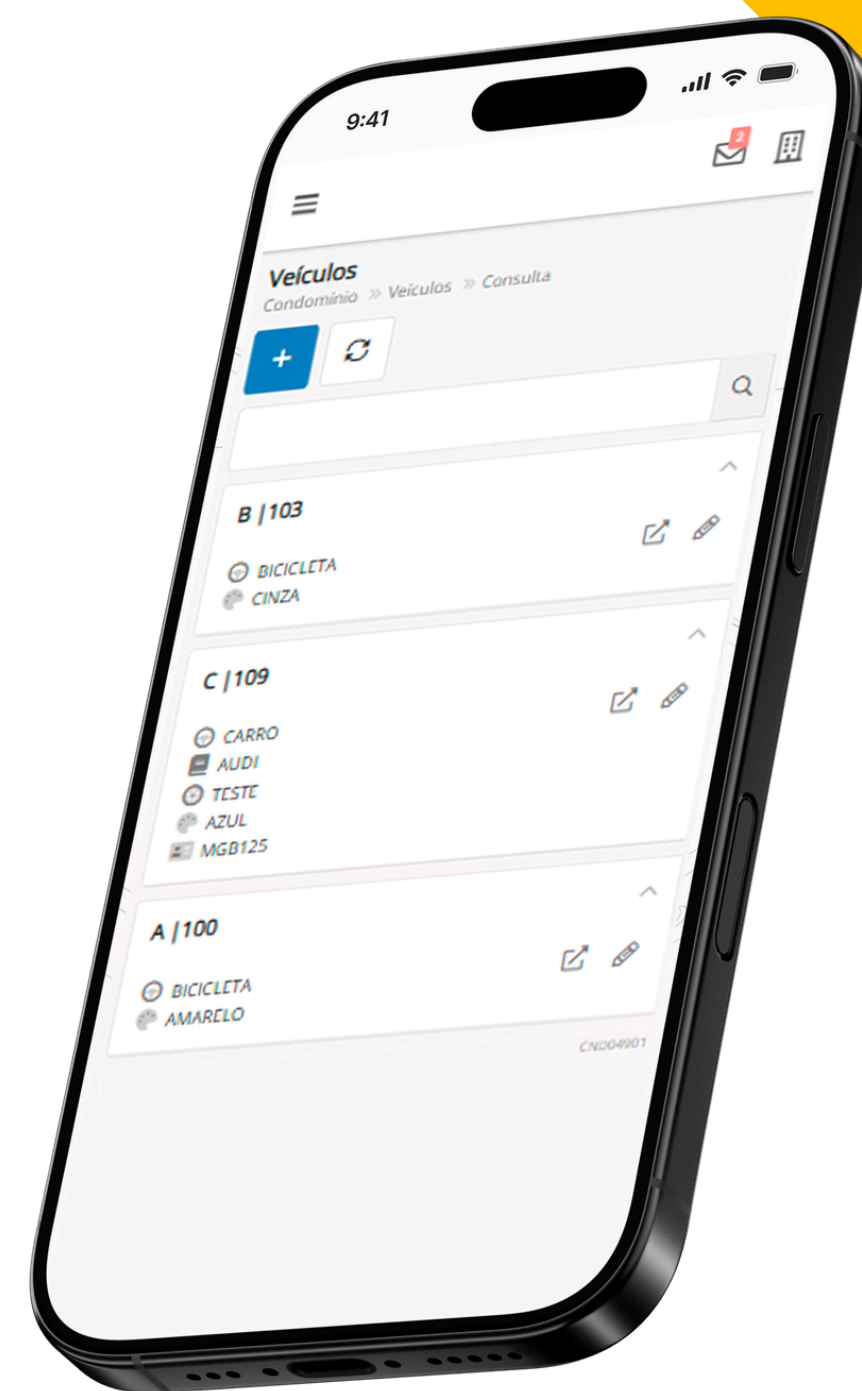 9:41
2
Veículos
Condomínio » Veículos » Consulta
B |103
BICICLETA
CINZA
C |109
CARRO
AUDI
TESTE
AZUL
MGB125
A |100
BICICLETA
AMARELO
CND04901